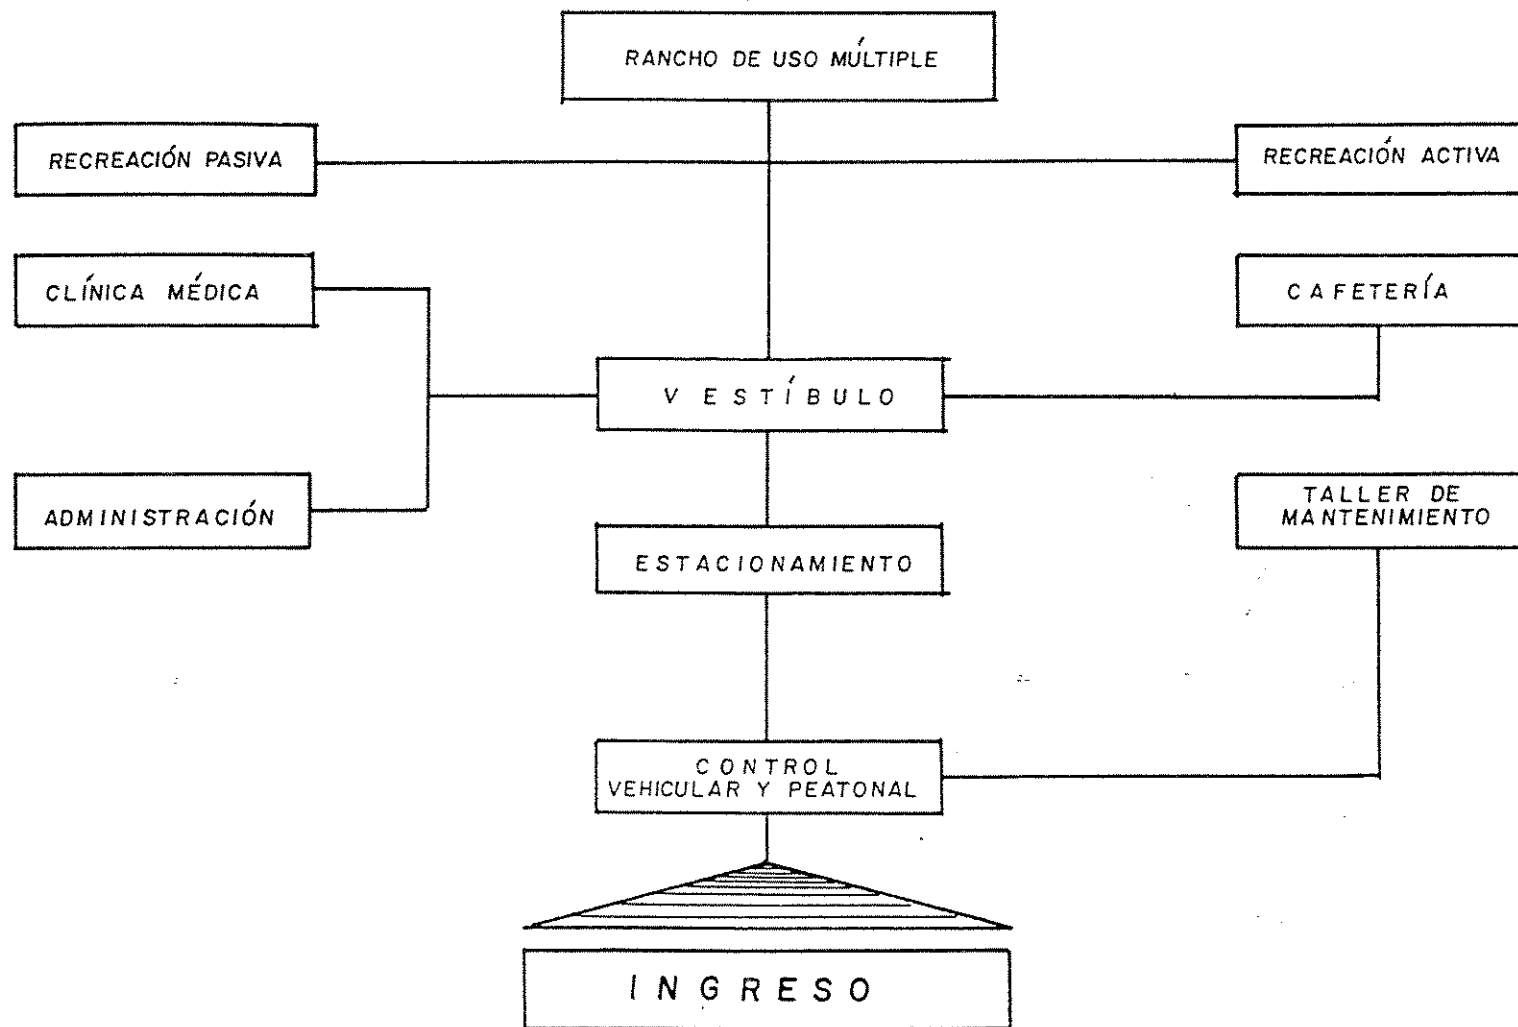 RANCHO DE USO MÚLTIPLE
RECREACIÓN PASIVA
RECREACIÓN ACTIVA
CLÍNICA MÉDICA
CAFETERÍA
VESTÍBULO
ADMINISTRACIÓN
TALLER DE
MANTENIMIENTO
ESTACIONAMIENTO
CONTROL
VEHICULAR Y PEATONAL
INGRESO